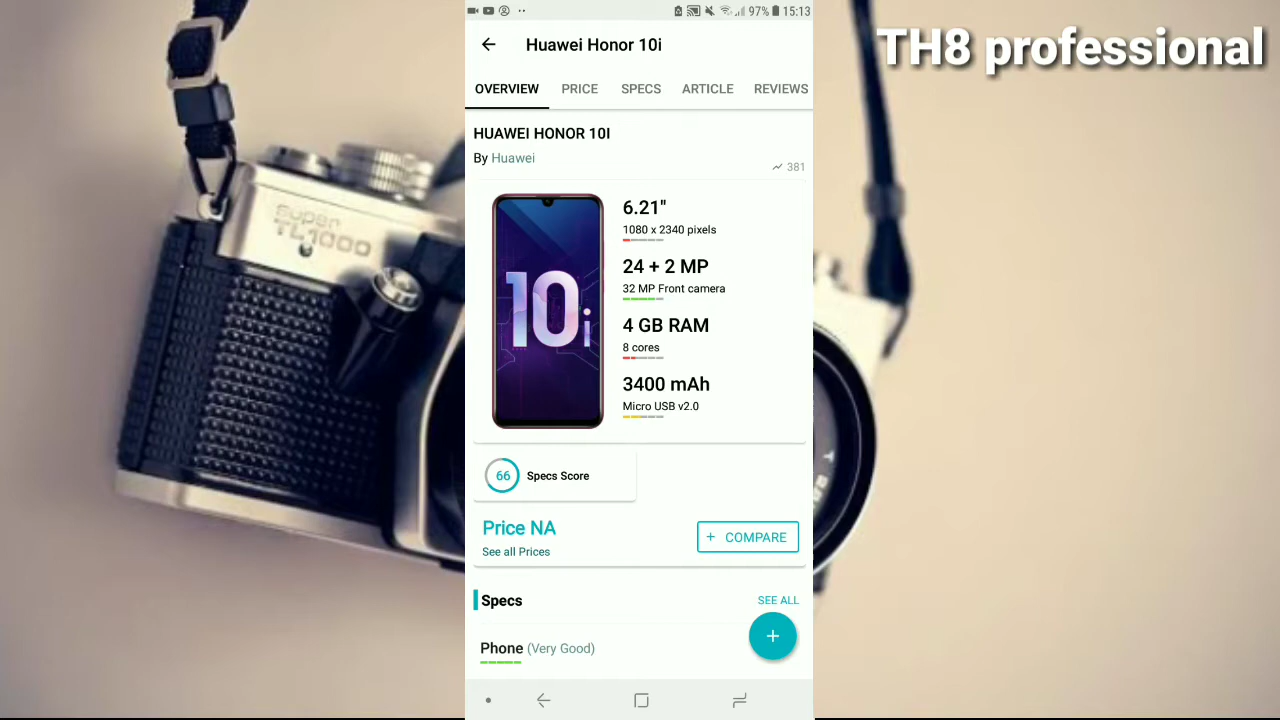 97% 15:13
TH8 professional
Huawei Honor 10i
OVERVIEW PRICE SPECS ARTICLE REVIEWS
HUAWEI HONOR 10I
By Huawei
381
6.21"
1080 x 2340 pixels
24 + 2 MP
32 MP Front camera
4 GB RAM
8 cores
3400 mAh
Micro USB v2.0
10i
Super
TL1000
66 Specs Score
Price NA
+ COMPARE
See all Prices
Specs SEE ALL
+
Phone (Very Good)